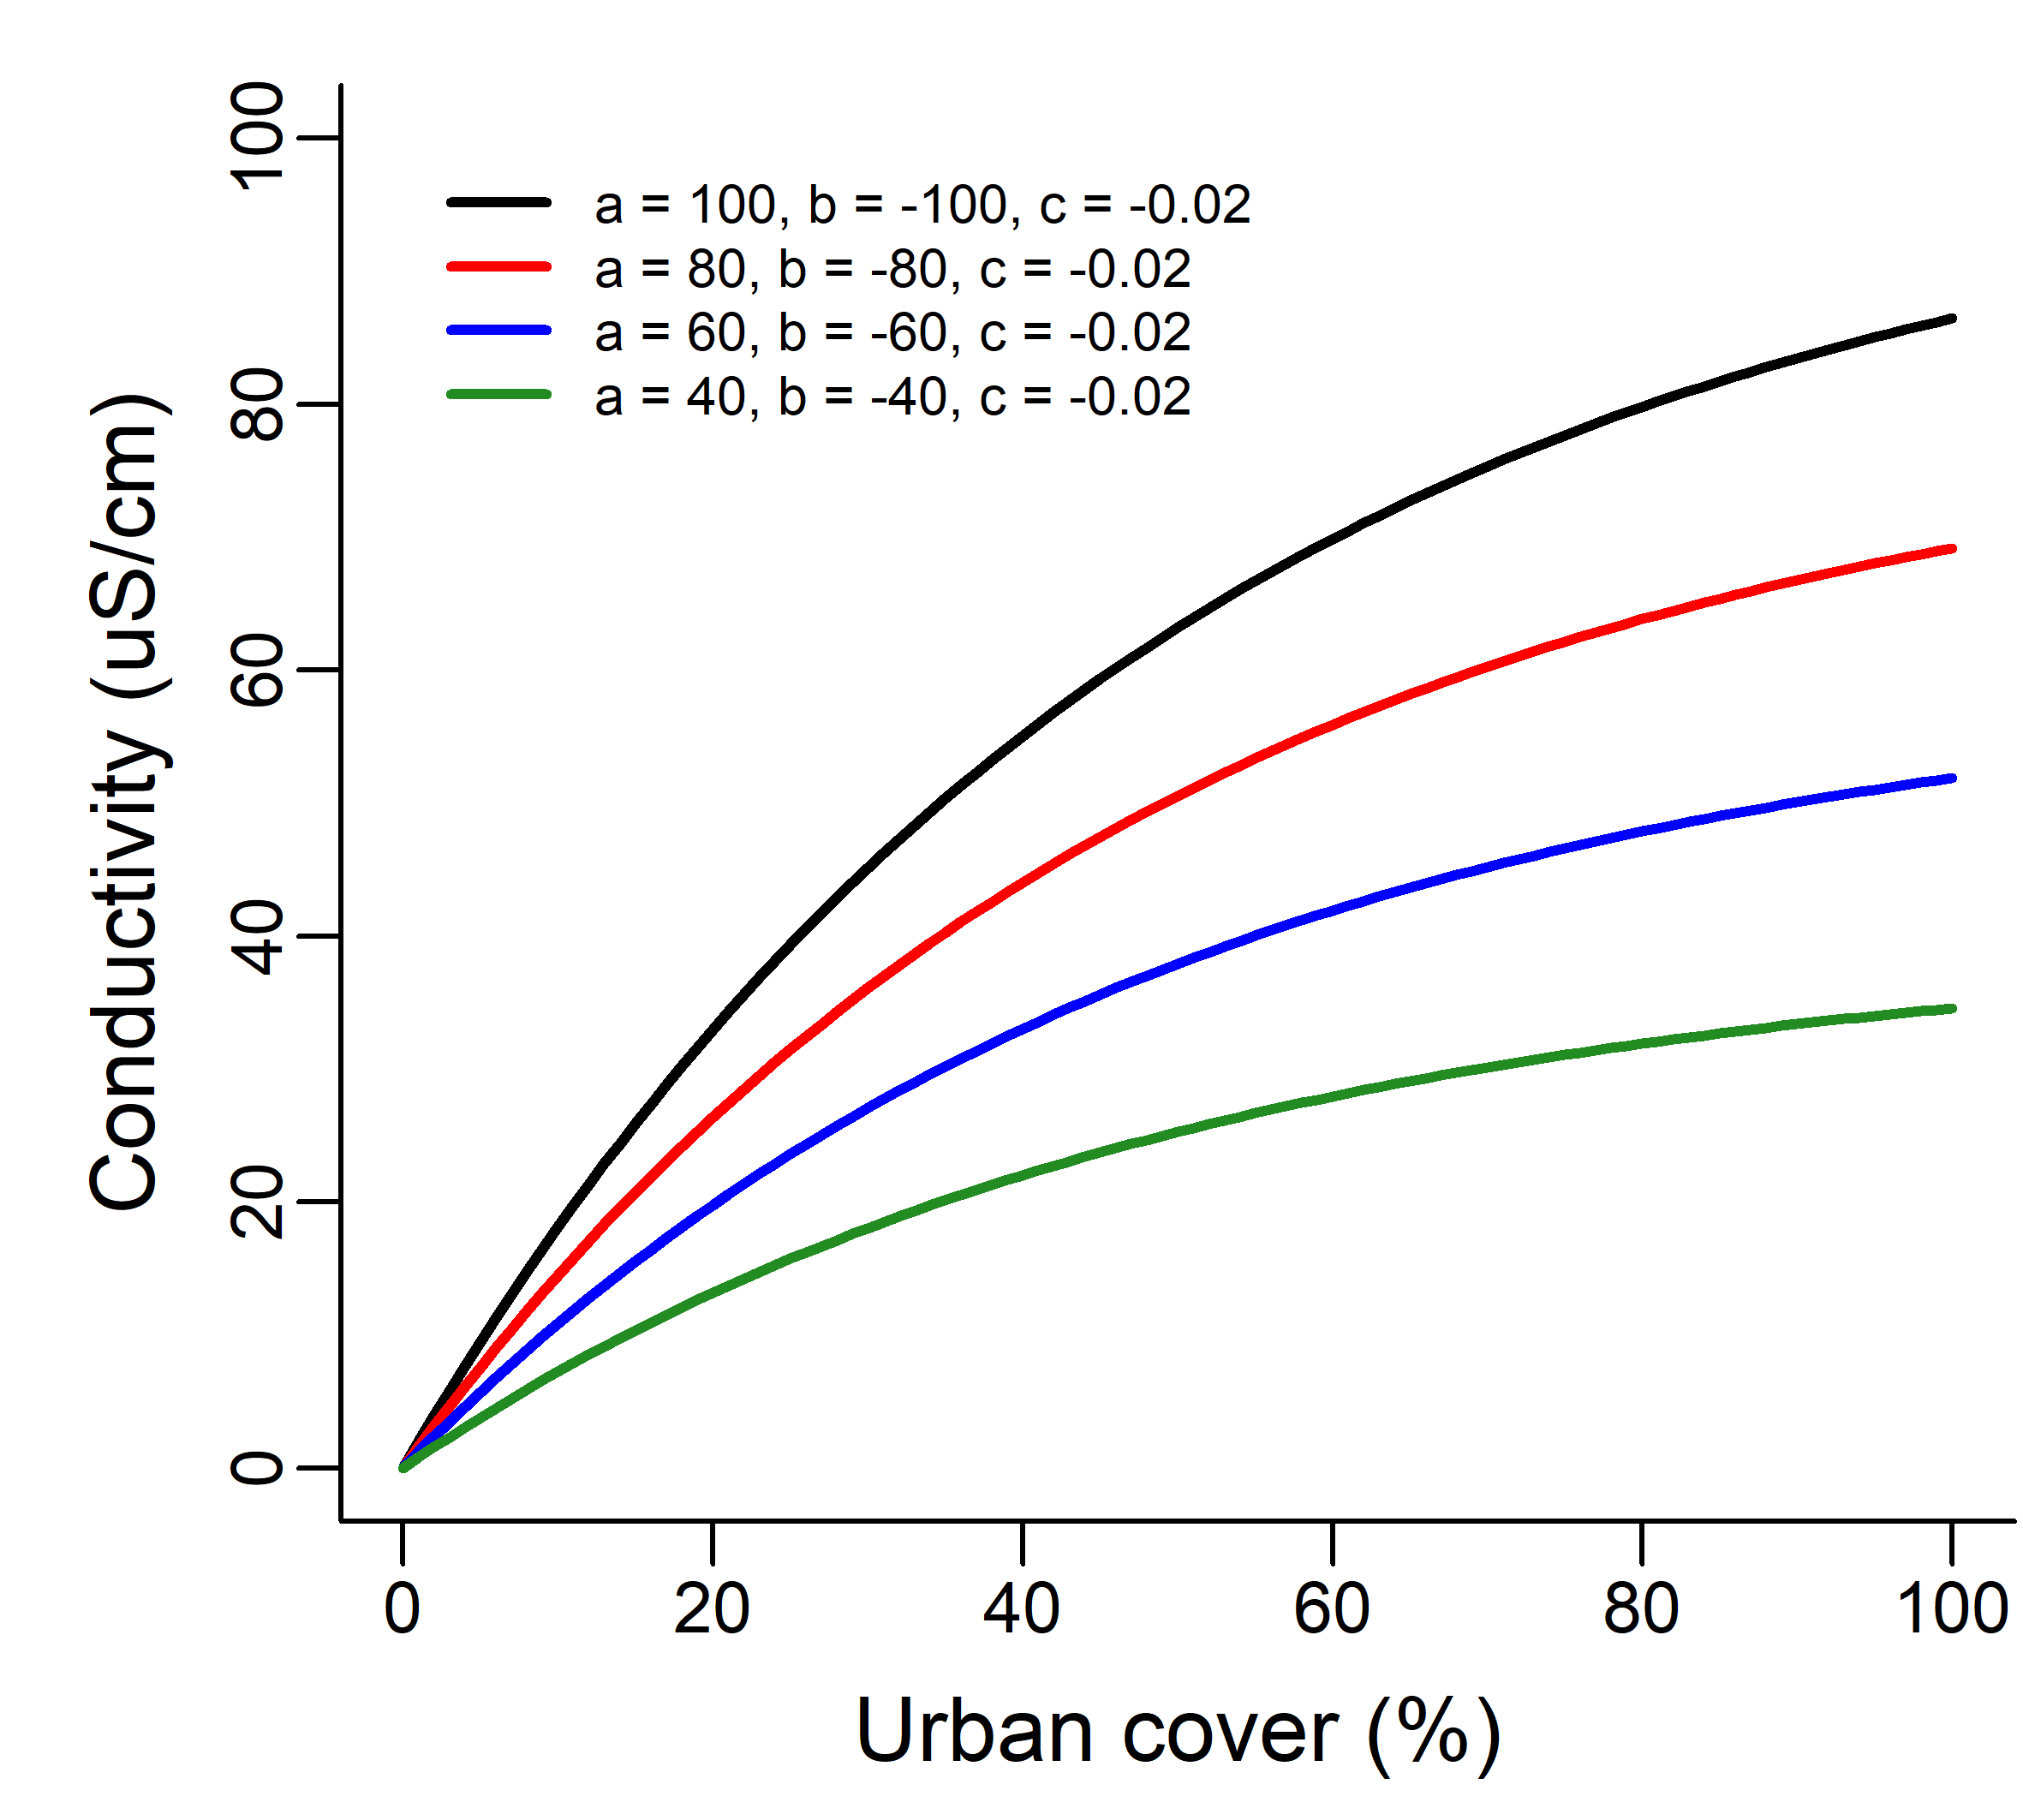 Conductivity (uS/cm)
100
80
60
40
20
0
a = 100, b = -100, c = -0.02
a = 80, b = -80, c = -0.02
a = 60, b = -60, c = -0.02
a = 40, b = -40, c = -0.02
0 20 40 60 80 100
Urban cover (%)